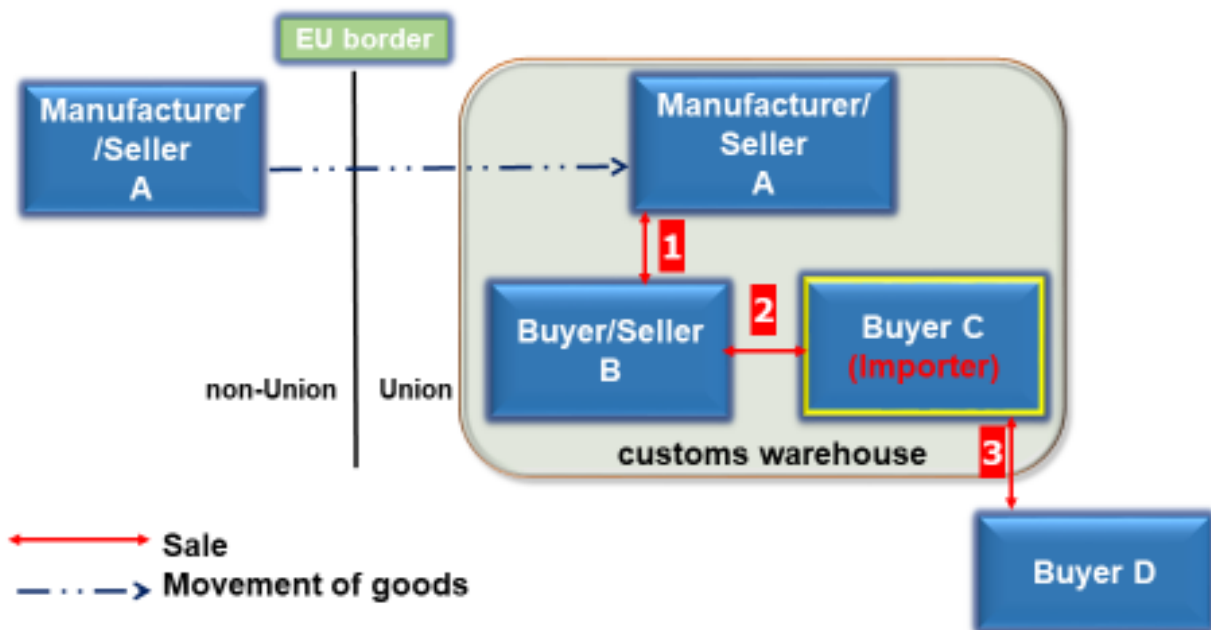 EU border
Manufacturer
/Seller
A
Manufacturer/
Seller
A
1
Buyer/Seller
B
2
Buyer C
(Importer)
non-Union
Union
customs warehouse
3
Sale
Movement of goods
Buyer D